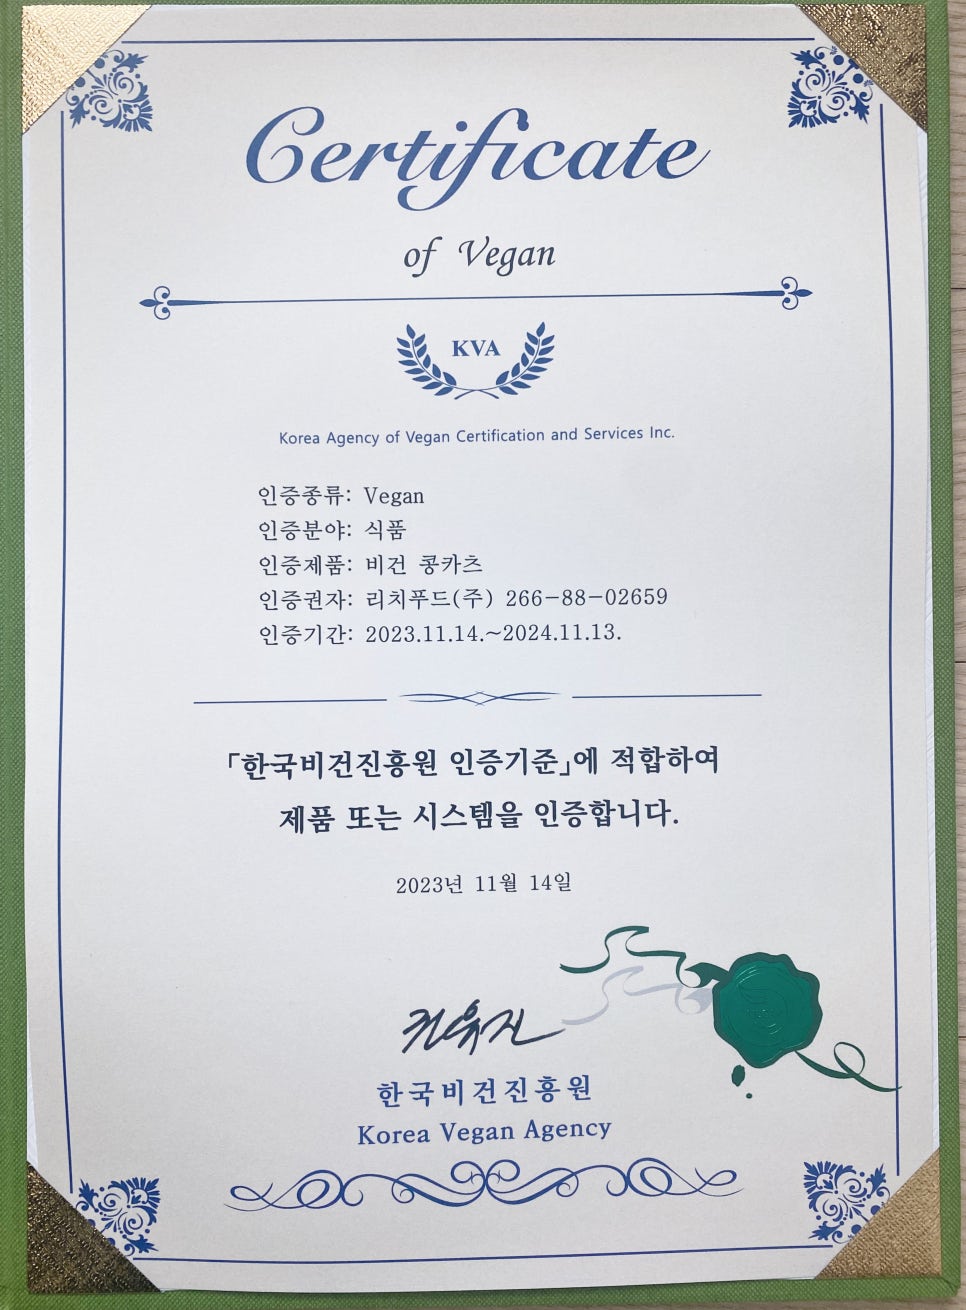 Certificate
of Vegan
KVA
Korea Agency of Vegan Certification and Services Inc.
인증종류: Vegan
인증분야: 식품
인증제품: 비건 콩카츠
인증권자: 리치푸드(주) 266-88-02659
인증기간: 2023.11.14.~2024.11.13.
「한국비건진흥원 인증기준」에 적합하여
제품 또는 시스템을 인증합니다.
2023년 11월 14일
한국비건진흥원
Korea Vegan Agency